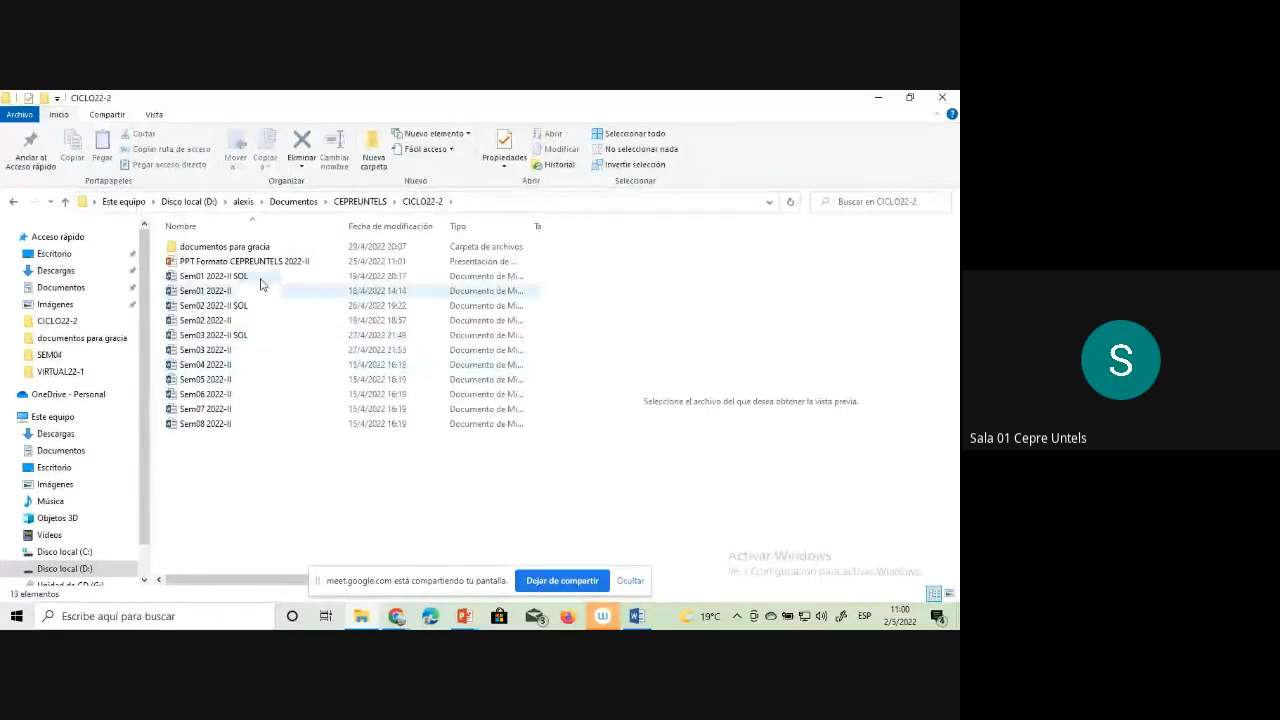 CICLO22-2
Archivo Inicio Compartir Vista
Anclar al Acceso rápido
Copiar
Pegar
Cortar
Copiar ruta de acceso
Pegar acceso directo
Portapapeles
Mover a
Copiar a
Eliminar
Cambiar nombre
Organizar
Nueva carpeta
Nuevo elemento
Fácil acceso
Nuevo
Propiedades
Abrir
Modificar
Historial
Abrir
Seleccionar todo
No seleccionar nada
Invertir selección
Seleccionar
Este equipo > Disco local (D:) > alexis > Documentos > CEPREUNTELS > CICLO22-2 >
Buscar en CICLO22-2
Acceso rápido
Escritorio
Descargas
Documentos
Imágenes
CICLO22-2
documentos para gracia
SEM04
VIRTUAL22-1
OneDrive - Personal
Este equipo
Descargas
Documentos
Escritorio
Imágenes
Música
Objetos 3D
Vídeos
Disco local (C:)
Disco local (D:)
Unidad de CD (G:)
Nombre Fecha de modificación Tipo Ta
documentos para gracia 29/4/2022 20:07 Carpeta de archivos
PPT Formato CEPREUNTELS 2022-II 25/4/2022 11:01 Presentación de ...
Sem01 2022-II SOL 19/4/2022 20:17 Documento de Mi...
Sem01 2022-II 18/4/2022 14:14 Documento de Mi...
Sem02 2022-II SOL 26/4/2022 19:22 Documento de Mi...
Sem02 2022-II 19/4/2022 18:57 Documento de Mi...
Sem03 2022-II SOL 27/4/2022 21:49 Documento de Mi...
Sem03 2022-II 27/4/2022 21:53 Documento de Mi...
Sem04 2022-II 15/4/2022 16:18 Documento de Mi...
Sem05 2022-II 15/4/2022 16:19 Documento de Mi...
Sem06 2022-II 15/4/2022 16:19 Documento de Mi...
Sem07 2022-II 15/4/2022 16:19 Documento de Mi...
Sem08 2022-II 15/4/2022 16:19 Documento de Mi...
Seleccione el archivo del que desea obtener la vista previa.
Activar Windows
Ve a Configuración para activar Windows.
meet.google.com está compartiendo tu pantalla.
Dejar de compartir
Ocultar
13 elementos
Escribe aquí para buscar
3
19°C
ESP
11:00
2/5/2022
4
S
Sala 01 Cepre Untels